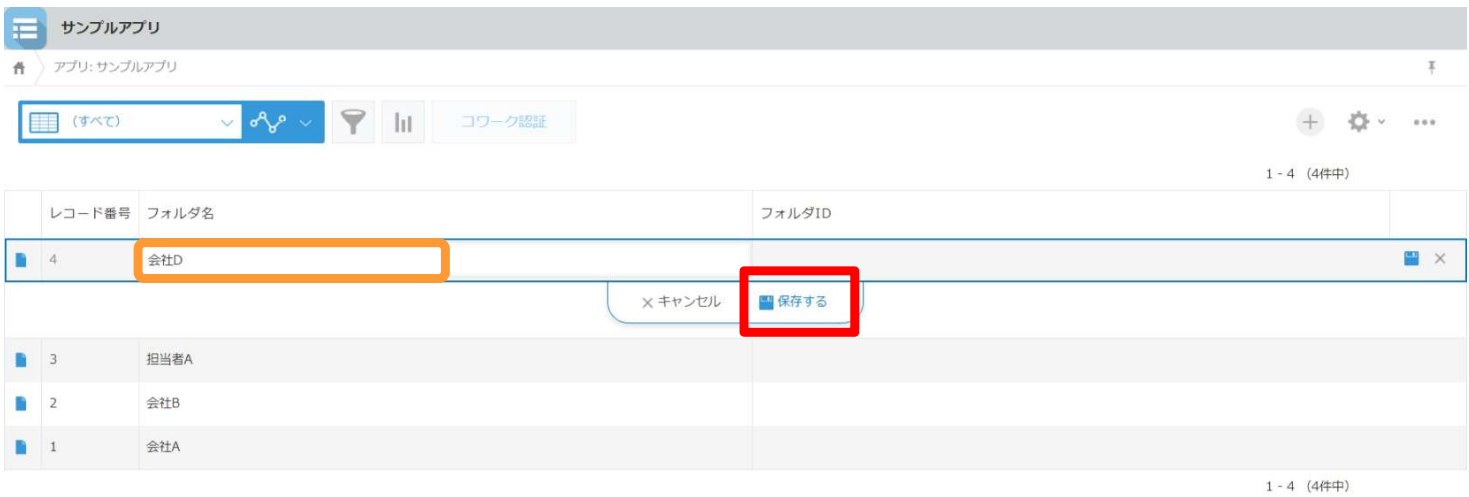 サンプルアプリ
アプリ: サンプルアプリ
(すべて) コワーク認証
1 - 4 (4件中)
レコード番号 フォルダ名 フォルダID
4 会社D
キャンセル 保存する
3 担当者A
2 会社B
1 会社A
1 - 4 (4件中)